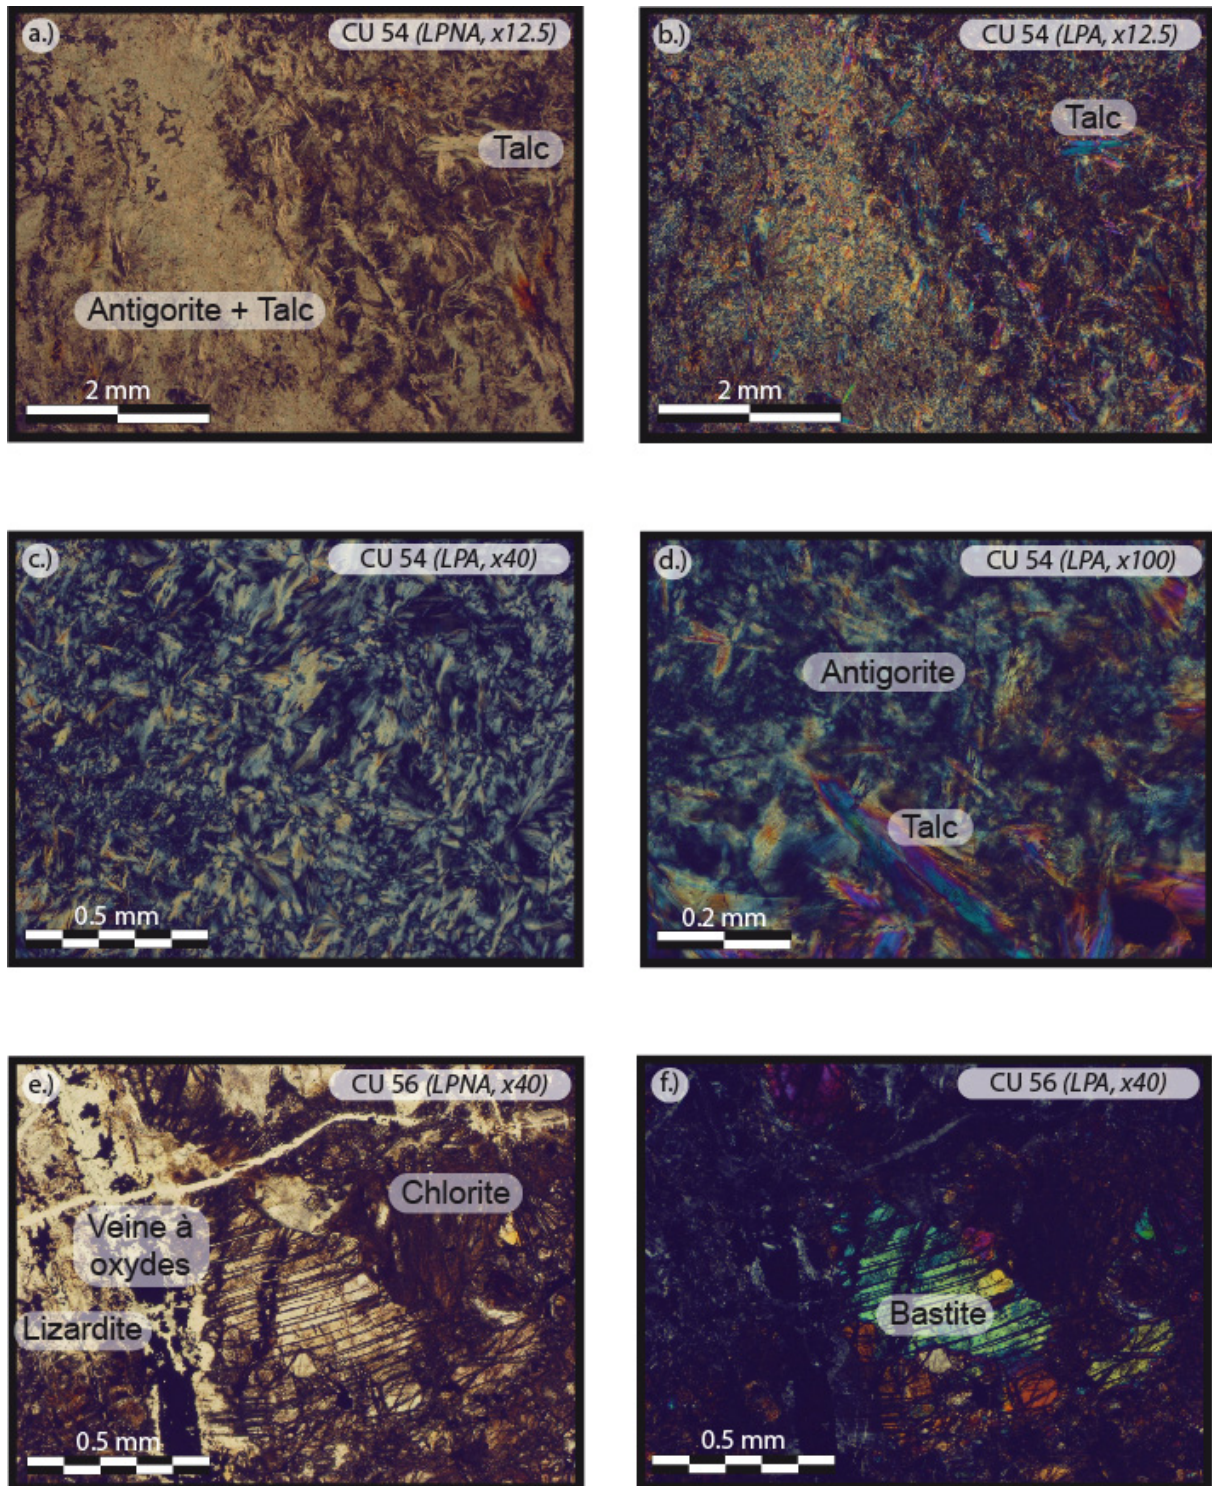 a.)
CU 54 (LPNA, x12.5)
Talc
Antigorite + Talc
2 mm
b.)
CU 54 (LPA, x12.5)
Talc
2 mm
c.)
CU 54 (LPA, x40)
0.5 mm
d.)
CU 54 (LPA, x100)
Antigorite
Talc
0.2 mm
e.)
CU 56 (LPNA, x40)
Chlorite
Veine à
oxydes
Lizardite
0.5 mm
f.)
CU 56 (LPA, x40)
Bastite
0.5 mm